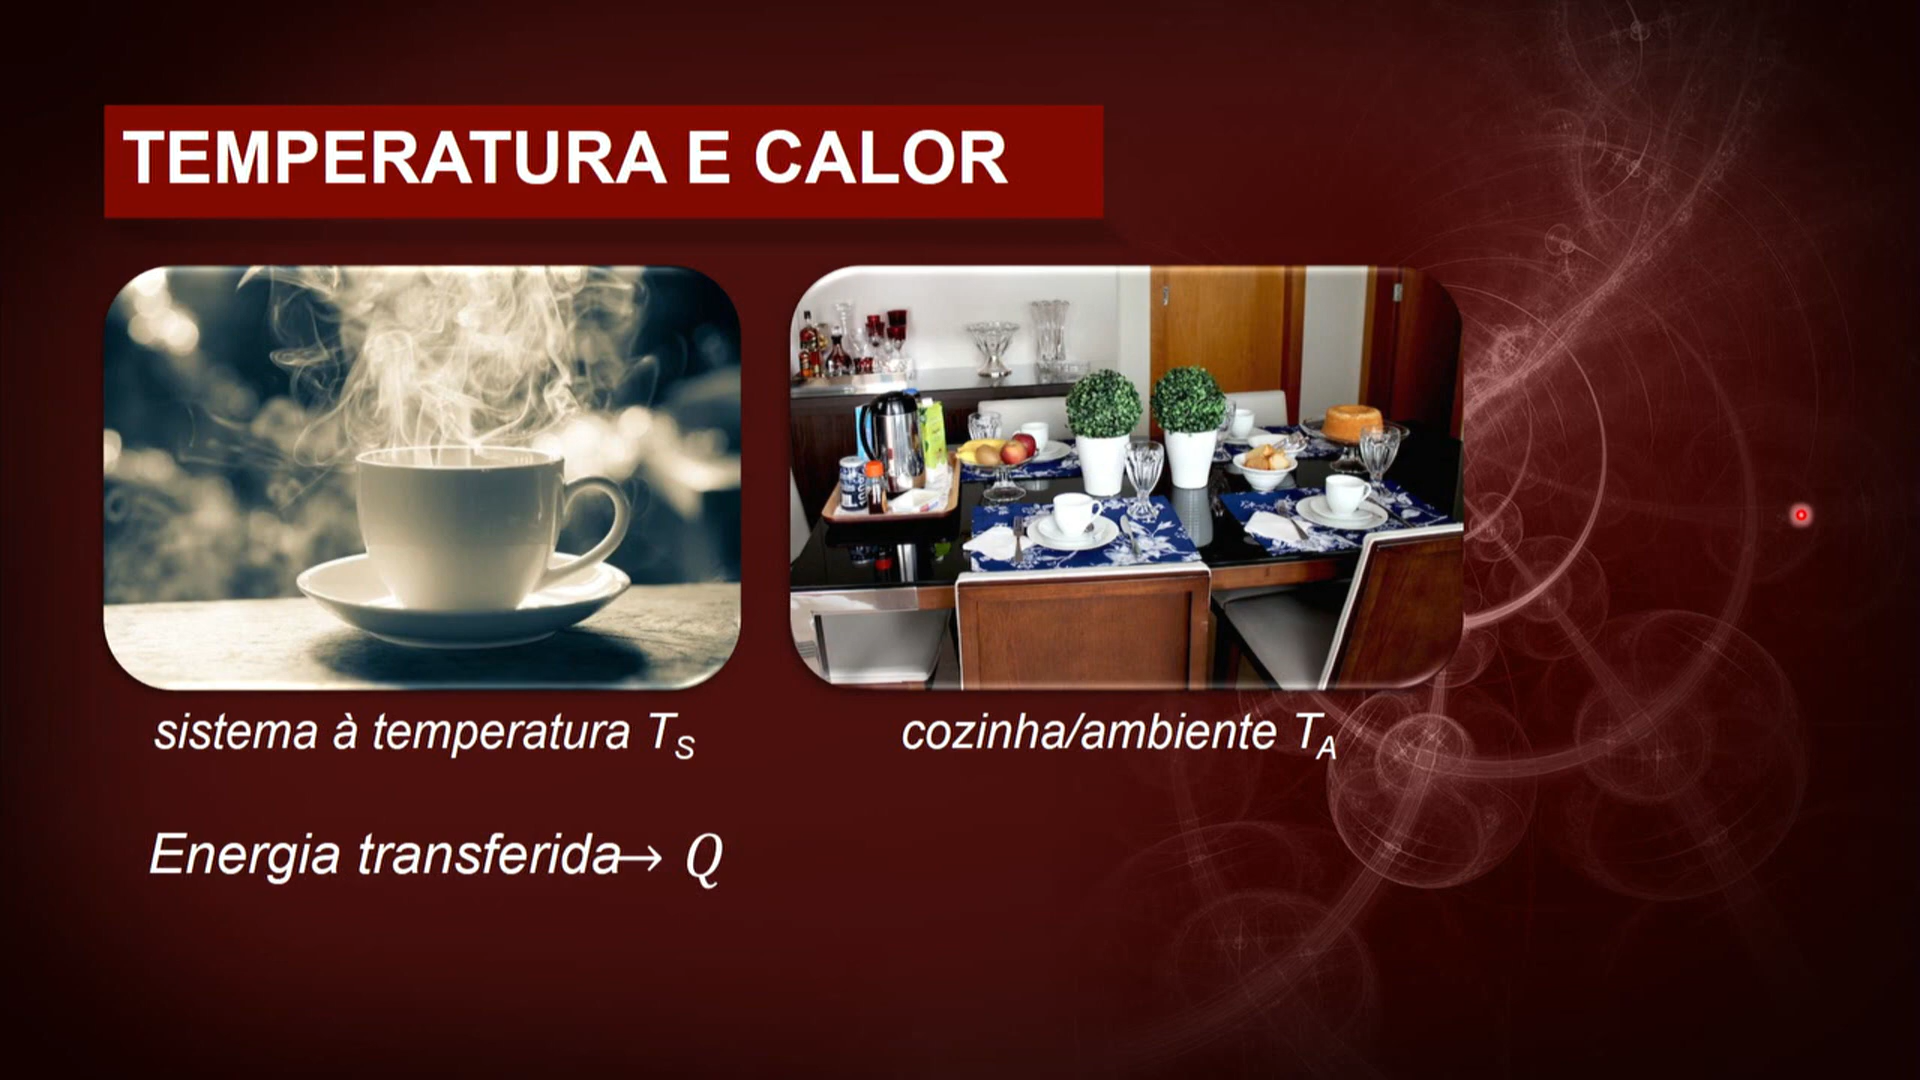 TEMPERATURA E CALOR
sistema à temperatura T_S
cozinha/ambiente T_A
Energia transferida→ Q